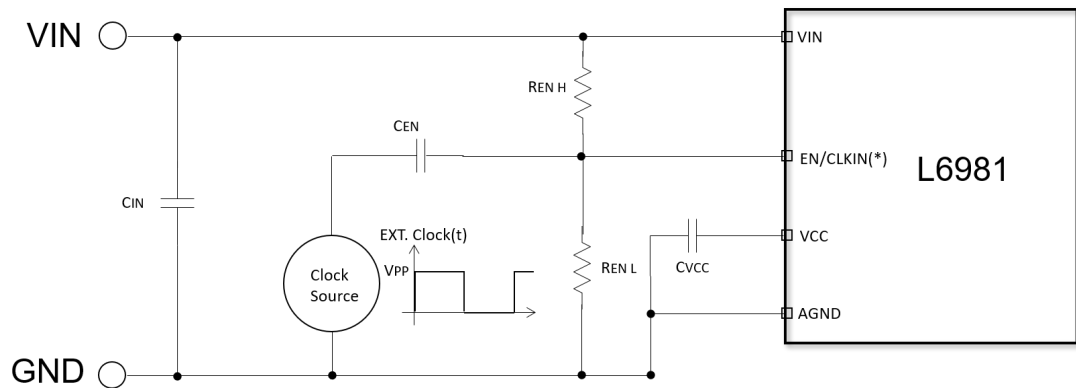 VIN
VIN
REN H
CEN
EN/CLKIN(*)
L6981
CIN
EXT. Clock(t)
VPP
Clock
Source
REN L
CVCC
VCC
AGND
GND